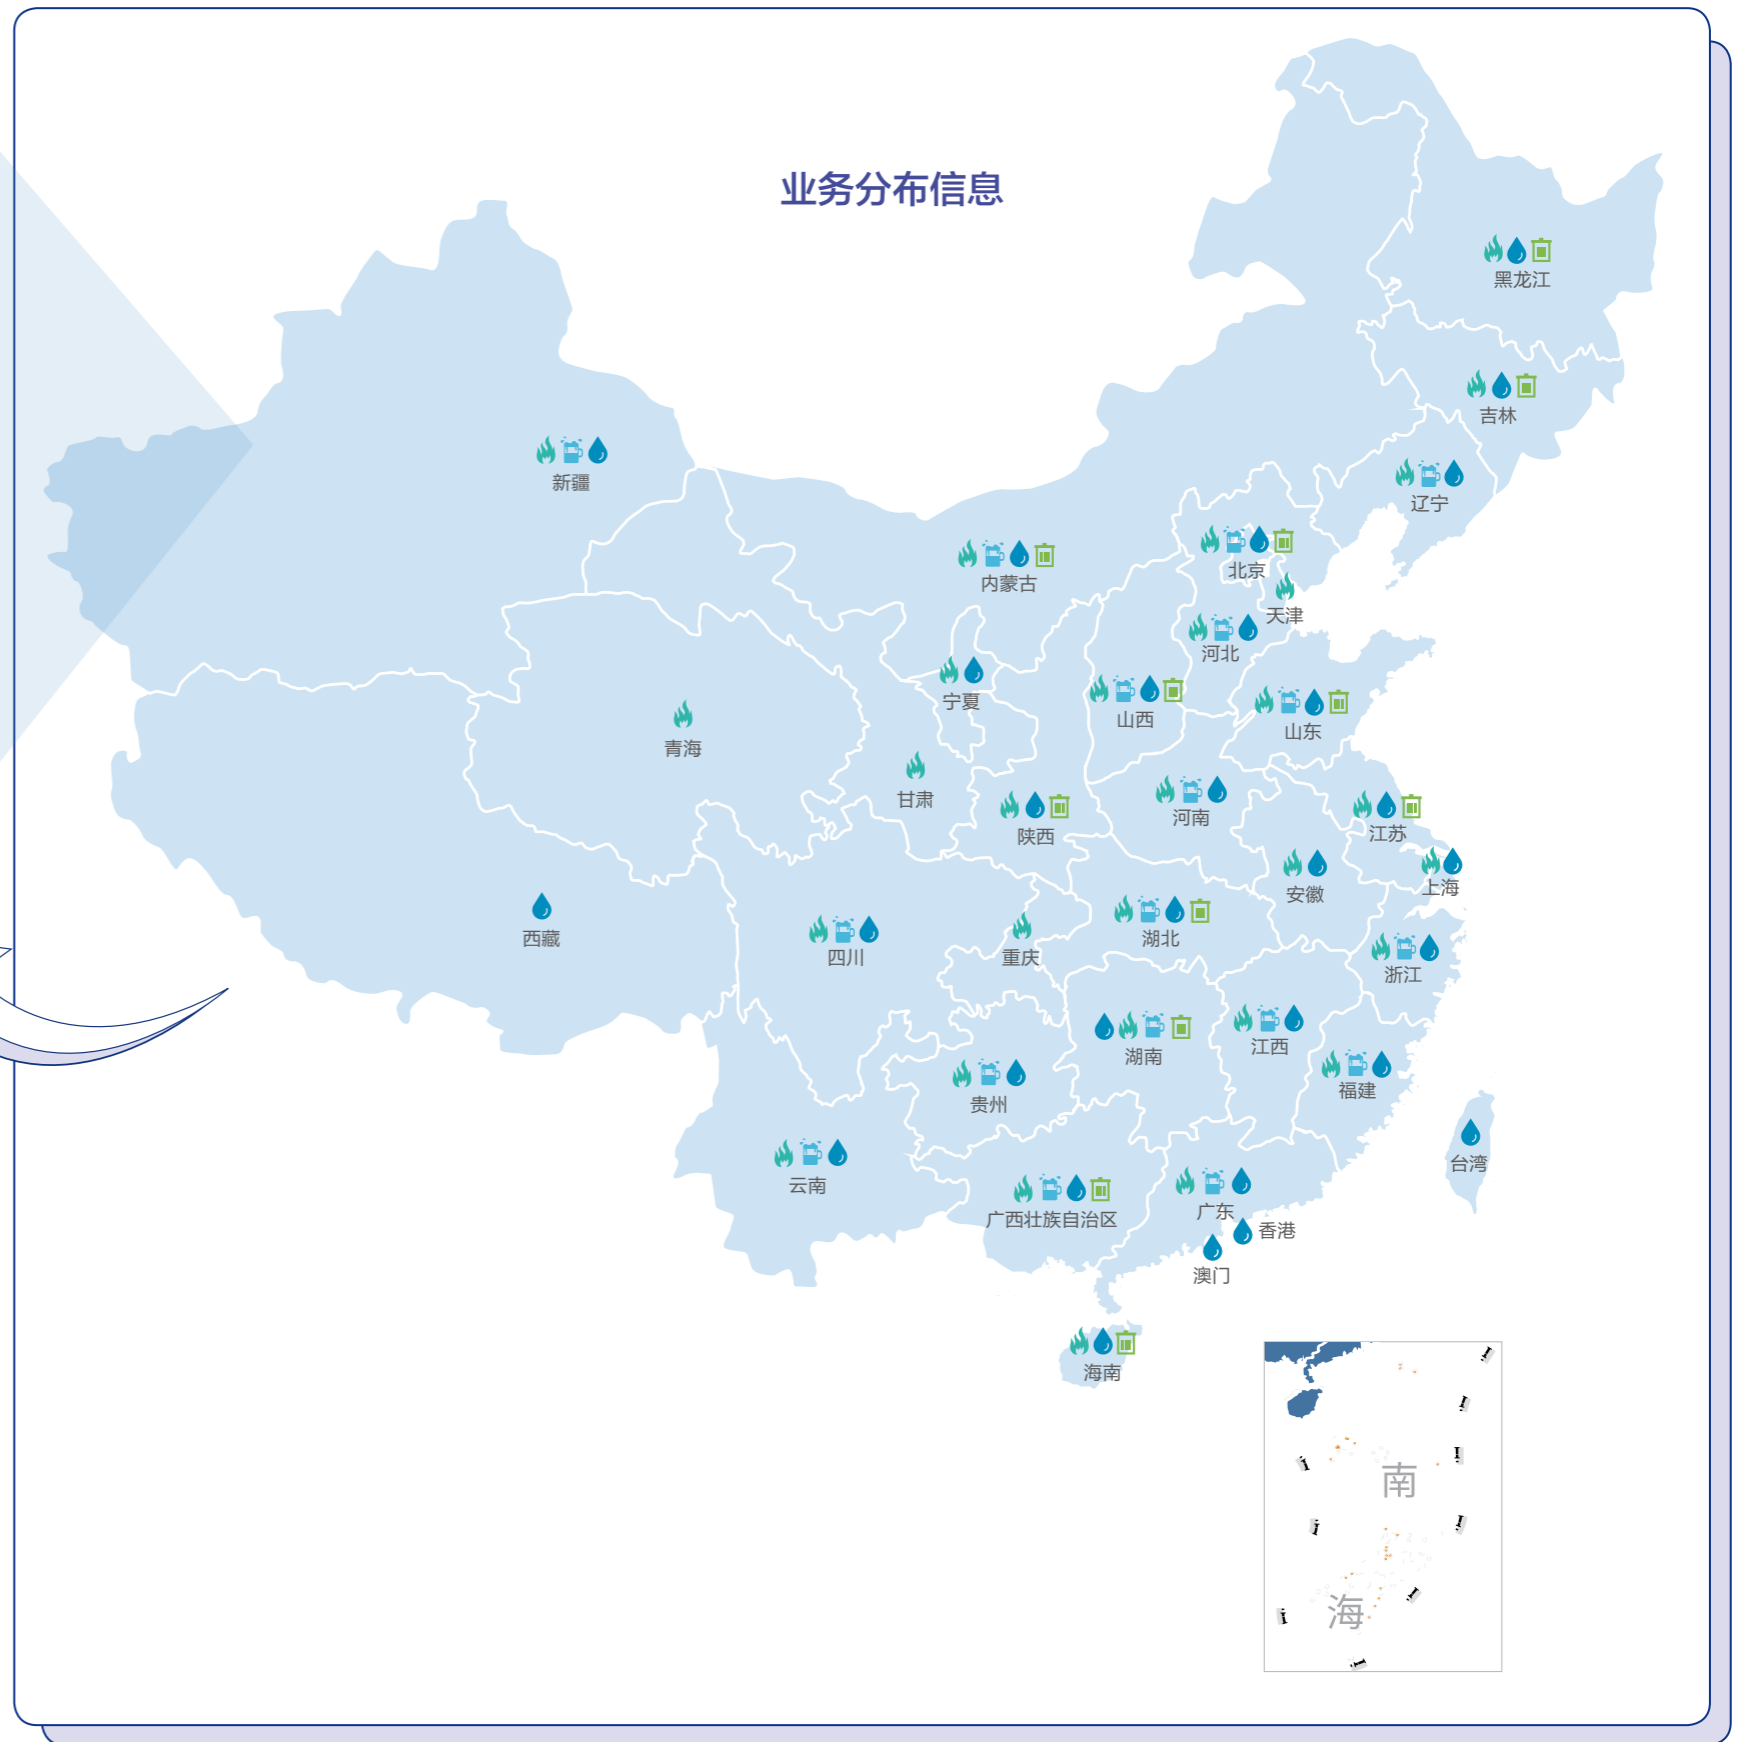 业务分布信息
黑龙江
吉林
辽宁
新疆
内蒙古
北京
天津
河北
宁夏
山西
山东
青海
甘肃
陕西
河南
江苏
安徽
上海
西藏
四川
重庆
湖北
浙江
湖南
江西
福建
贵州
云南
台湾
广西壮族自治区
广东
香港
澳门
海南
南
海